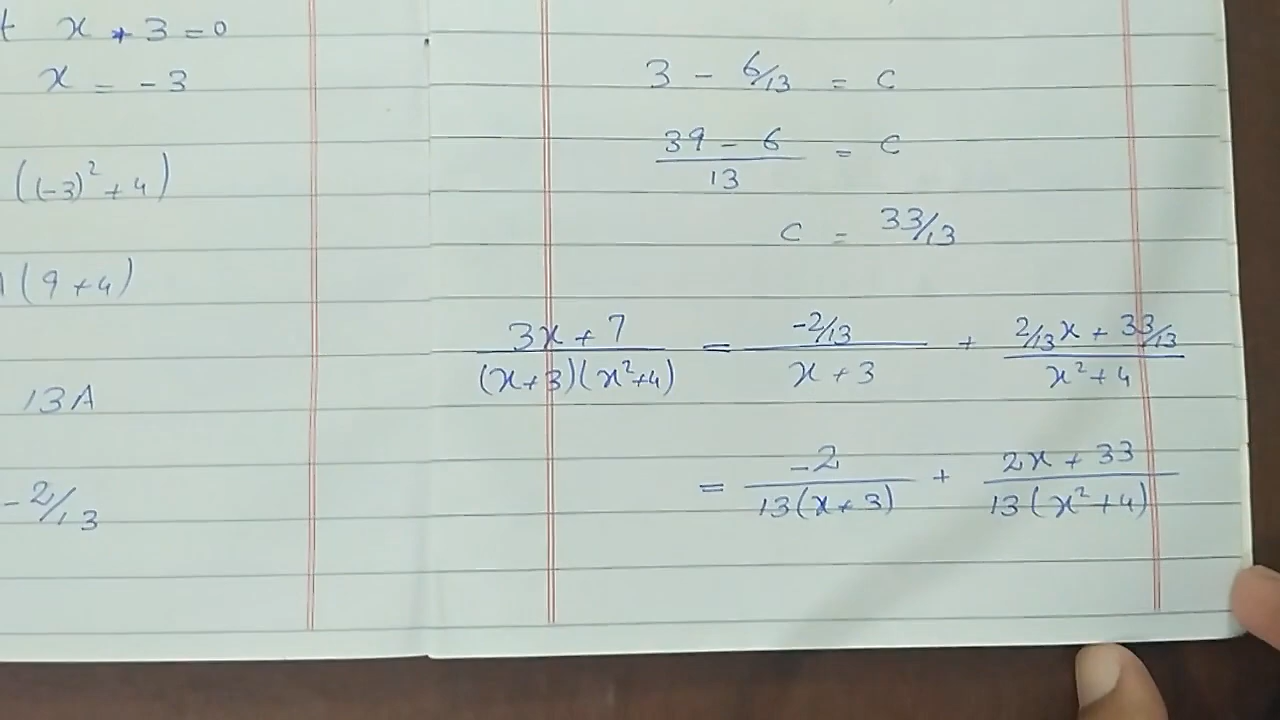 t x + 3 = 0
x = -3
((-3)² + 4)
(9 + 4)
13A
-2/13
3 - 6/13 = C
39 - 6 / 13 = C
C = 33/13
3x + 7 / (x+3)(x²+4) = -2/13 / x + 3 + 2/13x + 33/13 / x² + 4
= -2 / 13(x+3) + 2x + 33 / 13(x²+4)